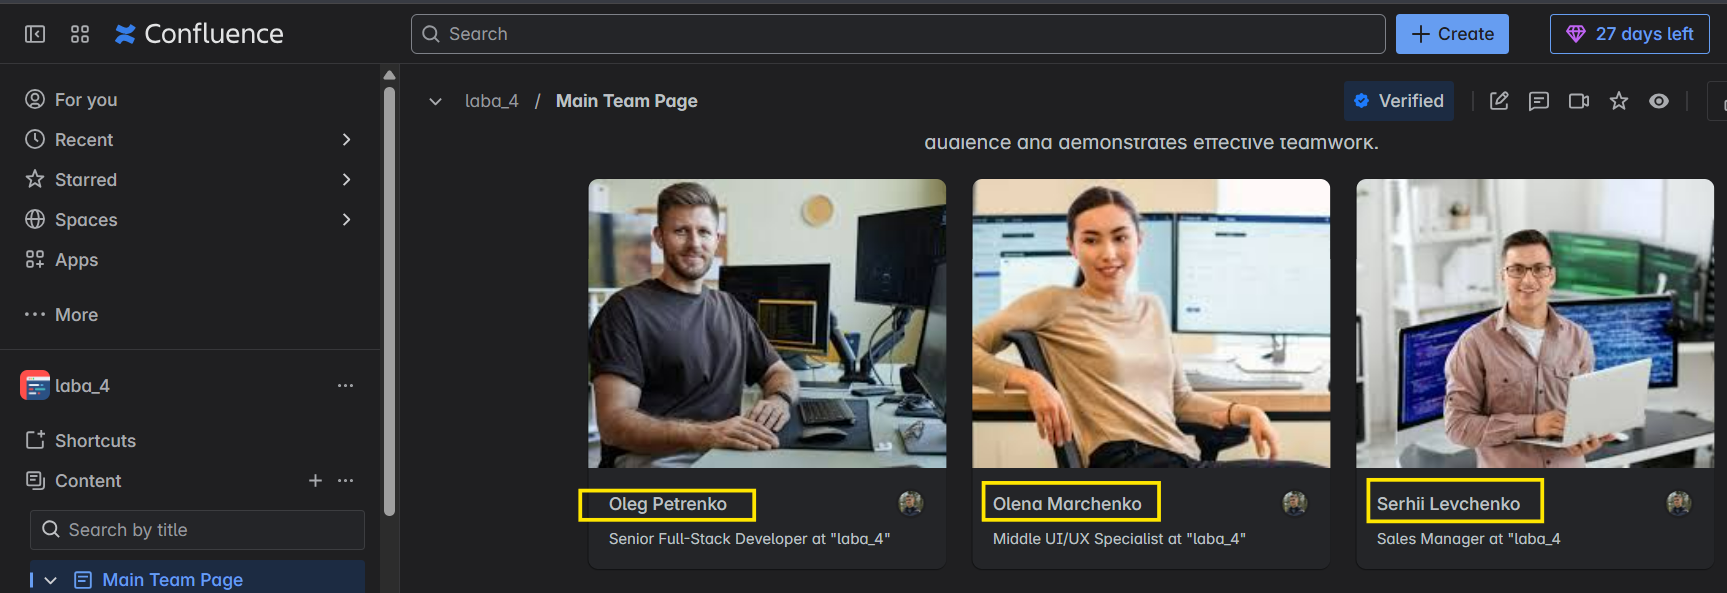 Confluence
Search
Create
27 days left
For you
Recent
Starred
Spaces
Apps
More
laba_4
Shortcuts
Content
Search by title
Main Team Page
laba_4 / Main Team Page
Verified
audience and demonstrates effective teamwork.
Oleg Petrenko
Senior Full-Stack Developer at "laba_4"
Olena Marchenko
Middle UI/UX Specialist at "laba_4"
Serhii Levchenko
Sales Manager at "laba_4